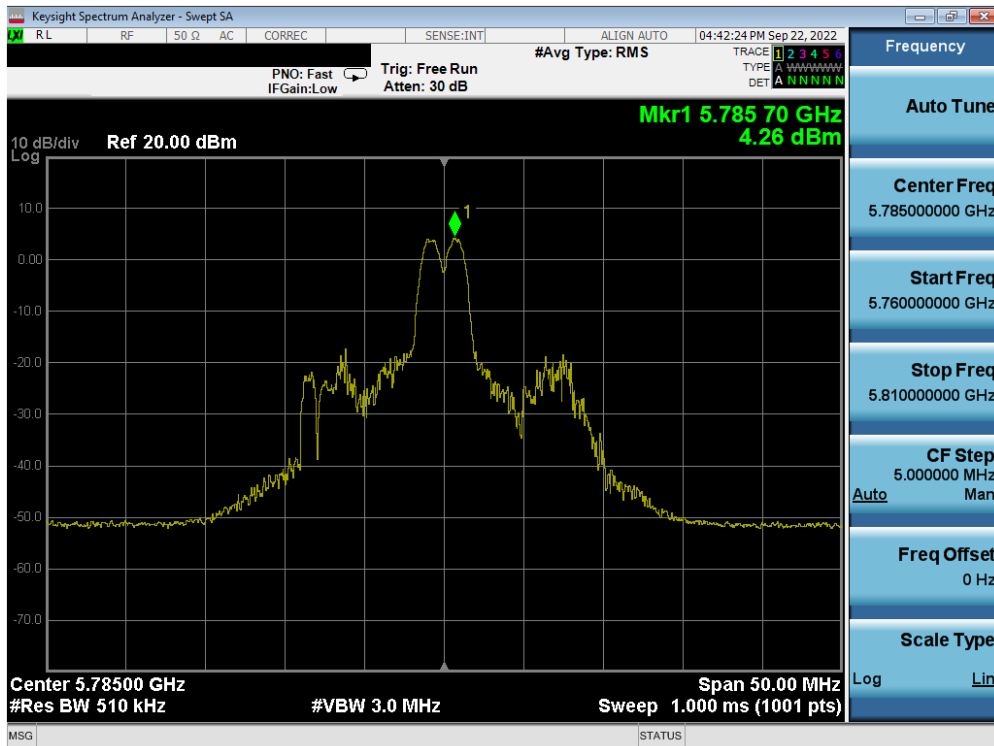 Keysight Spectrum Analyzer - Swept SA
LXI RL RF 50 Ω AC CORREC SENSE:INT ALIGN AUTO 04:42:24 PM Sep 22, 2022
#Avg Type: RMS
TRACE 1 2 3 4 5 6
TYPE A WWWWW
DET A N N N N N
PNO: Fast
IFGain:Low
Trig: Free Run
Atten: 30 dB
Mkr1 5.785 70 GHz
4.26 dBm
10 dB/div Ref 20.00 dBm
Log
1
10.0
0.00
-10.0
-20.0
-30.0
-40.0
-50.0
-60.0
-70.0
Center 5.78500 GHz Span 50.00 MHz
#Res BW 510 kHz #VBW 3.0 MHz Sweep 1.000 ms (1001 pts)
MSG STATUS
Frequency
Auto Tune
Center Freq
5.785000000 GHz
Start Freq
5.760000000 GHz
Stop Freq
5.810000000 GHz
CF Step
5.000000 MHz
Auto Man
Freq Offset
0 Hz
Scale Type
Log Lin